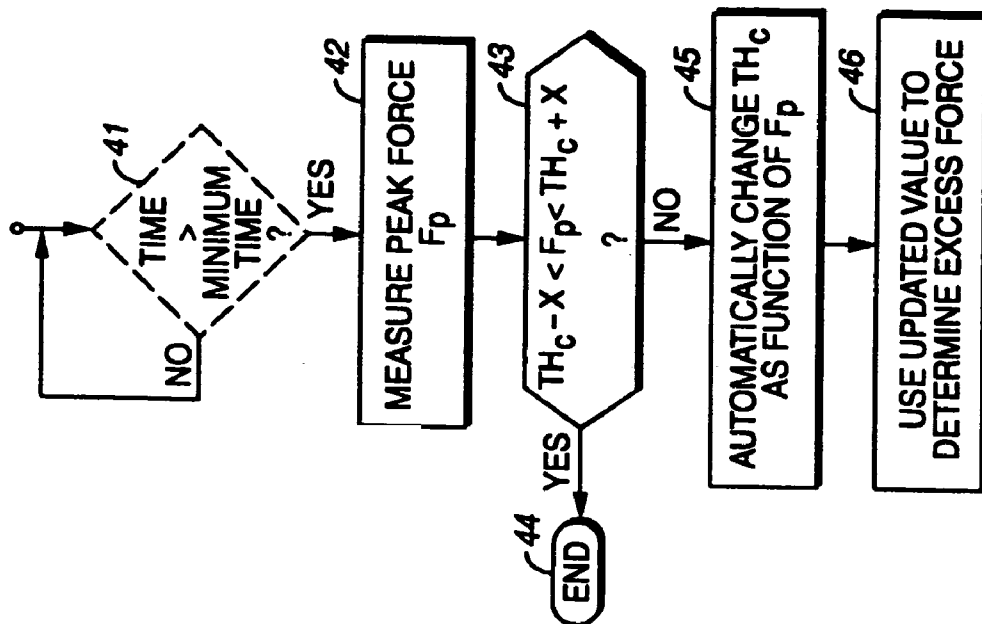 41
TIME
>
MINIMUM
TIME
?
NO
YES
42
MEASURE PEAK FORCE
Fp
43
THC – X < Fp < THC + X
?
YES
NO
44
END
45
AUTOMATICALLY CHANGE THC
AS FUNCTION OF Fp
46
USE UPDATED VALUE TO
DETERMINE EXCESS FORCE